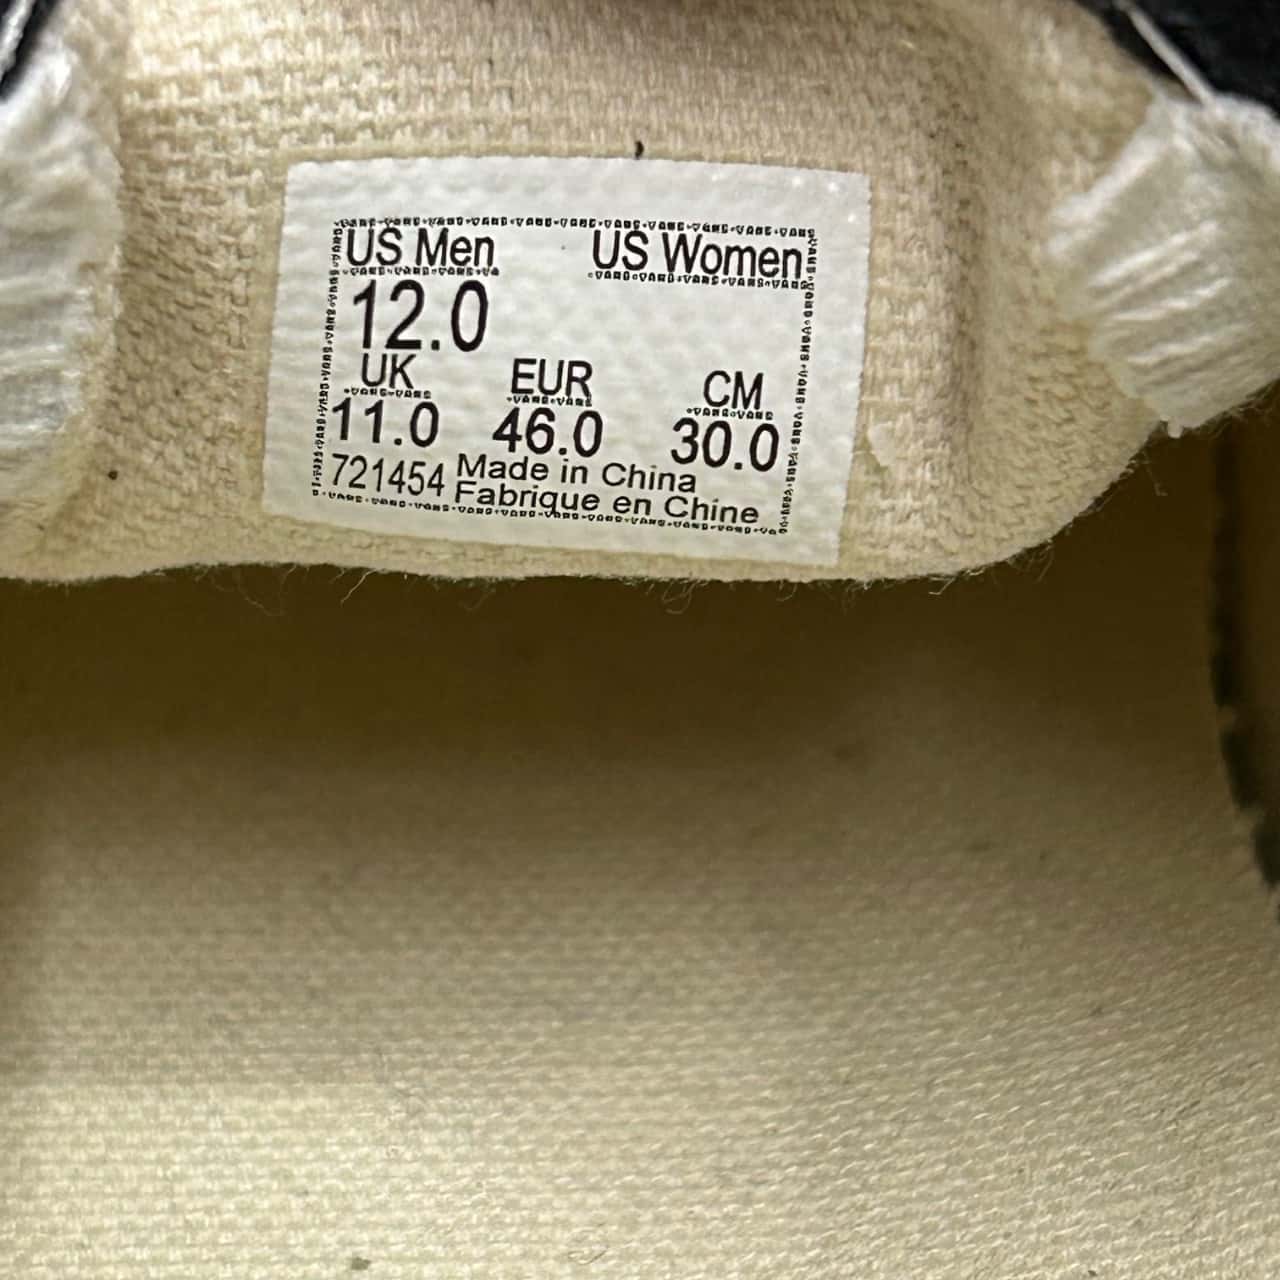 US Men US Women
12.0
UK EUR CM
11.0 46.0 30.0
721454 Made in China
Fabrique en Chine